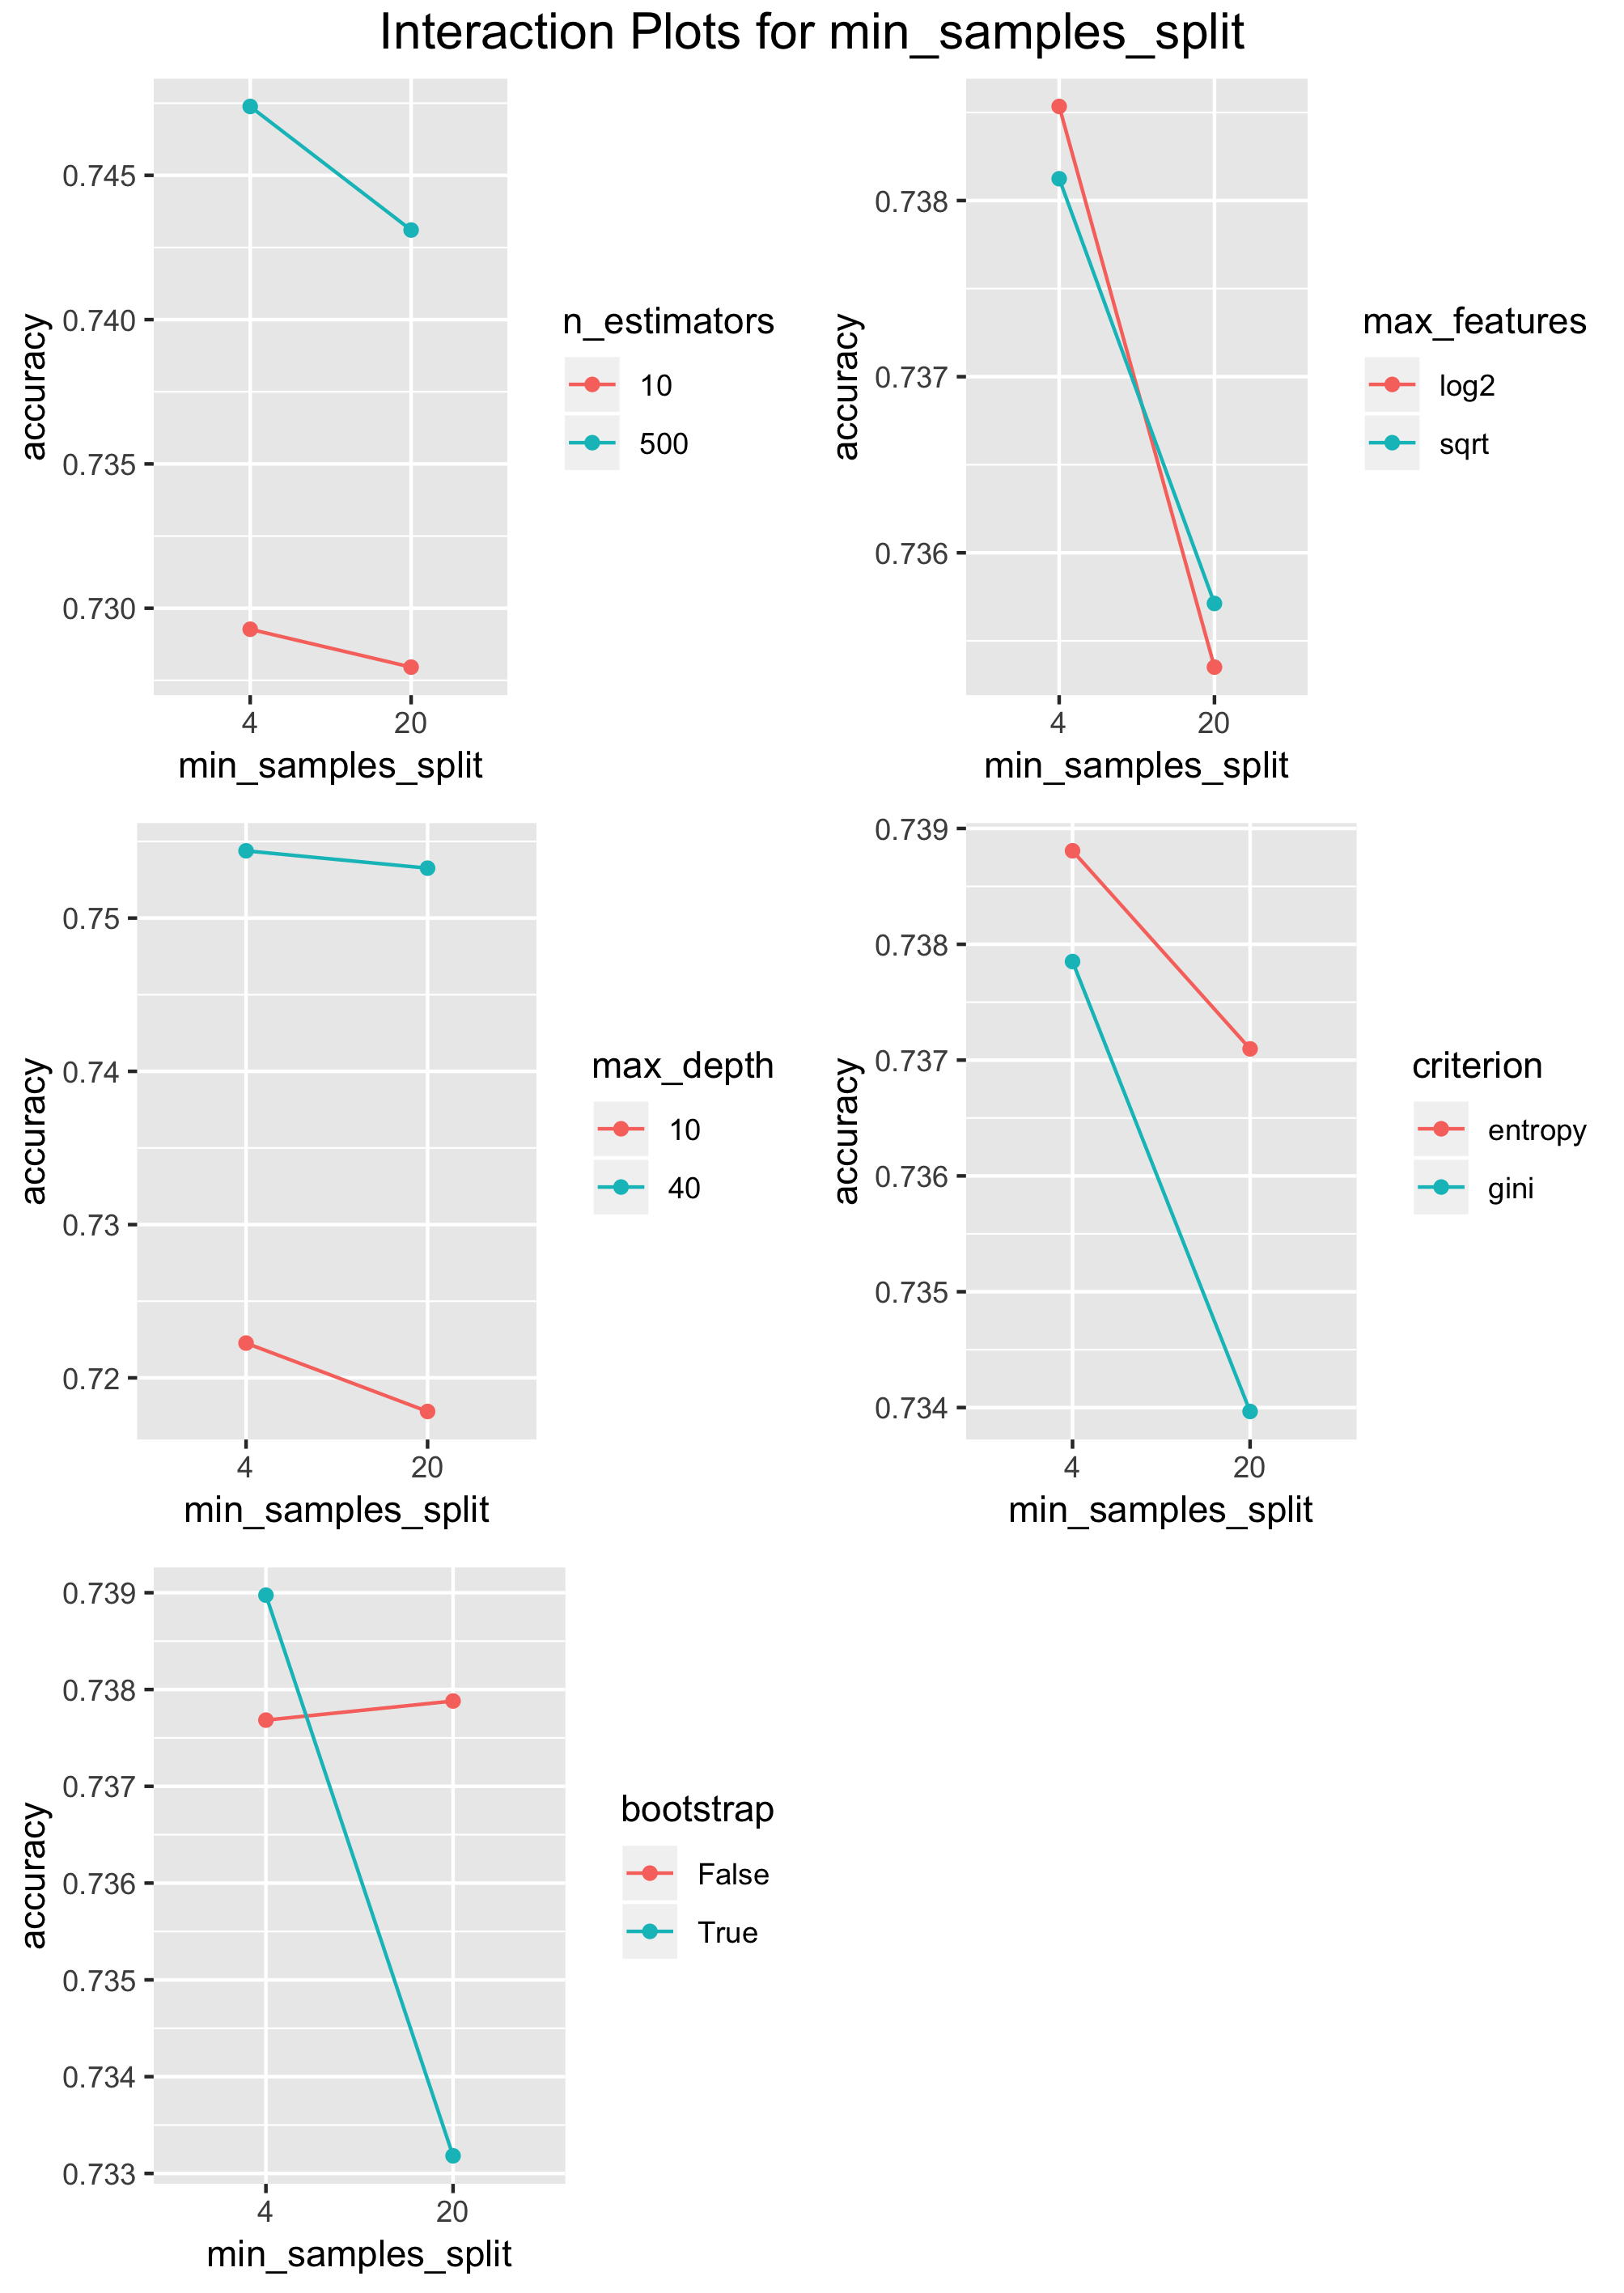 Interaction Plots for min_samples_split
accuracy
0.745
0.740
0.735
0.730
4
20
min_samples_split
n_estimators
10
500
accuracy
0.738
0.737
0.736
4
20
min_samples_split
max_features
log2
sqrt
accuracy
0.75
0.74
0.73
0.72
4
20
min_samples_split
max_depth
10
40
accuracy
0.739
0.738
0.737
0.736
0.735
0.734
4
20
min_samples_split
criterion
entropy
gini
accuracy
0.739
0.738
0.737
0.736
0.735
0.734
0.733
4
20
min_samples_split
bootstrap
False
True